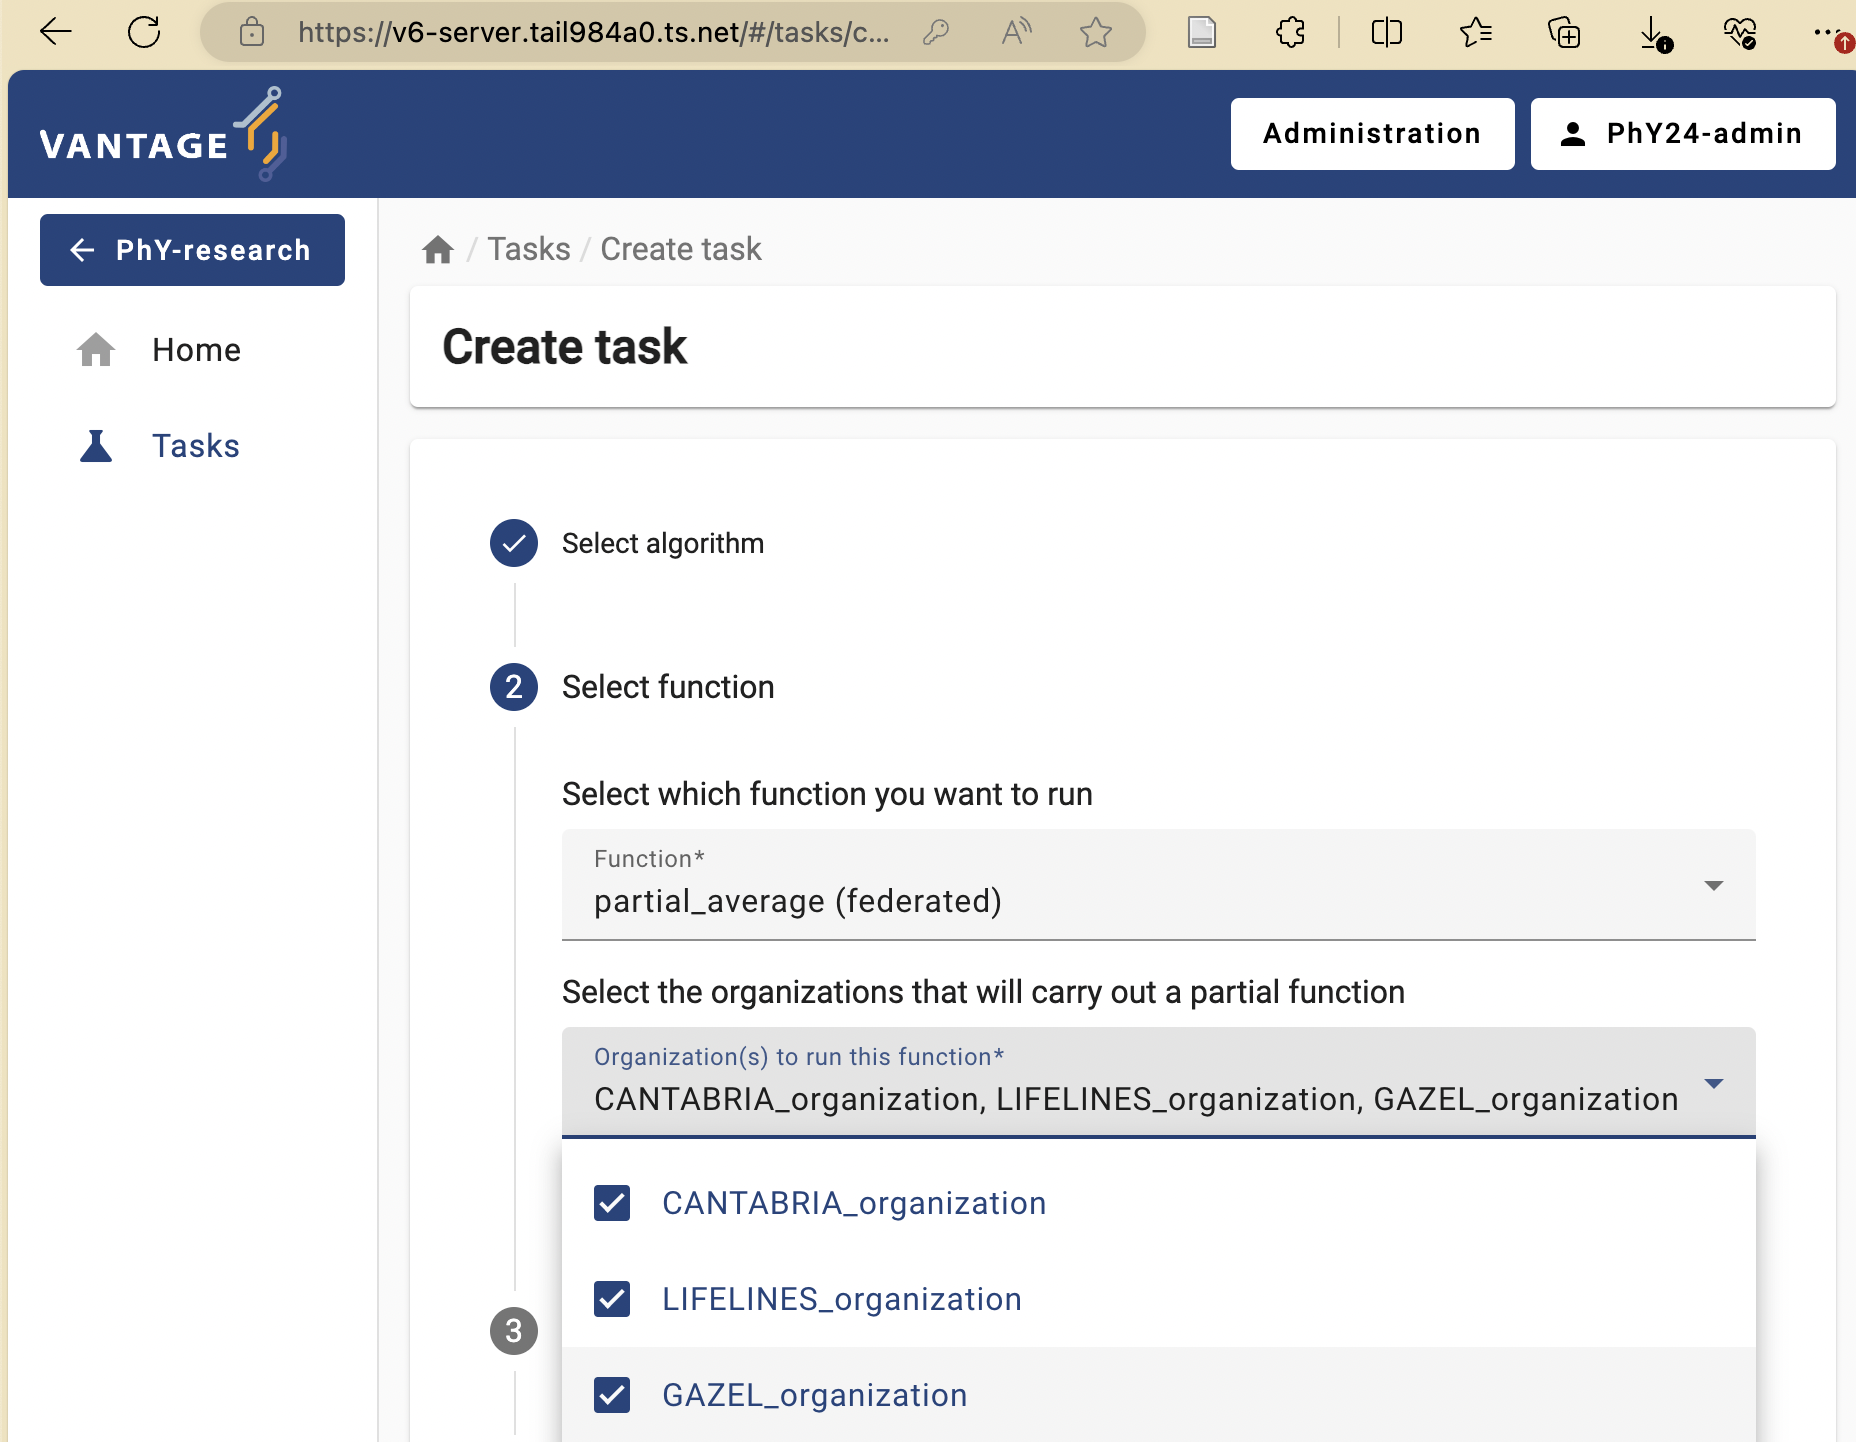 https://v6-server.tail984a0.ts.net/#/tasks/c...
VANTAGE
Administration
PhY24-admin
PhY-research
Home
Tasks
/ Tasks / Create task
Create task
Select algorithm
2 Select function
Select which function you want to run
Function*
partial_average (federated)
Select the organizations that will carry out a partial function
Organization(s) to run this function*
CANTABRIA_organization, LIFELINES_organization, GAZEL_organization
CANTABRIA_organization
LIFELINES_organization
3
GAZEL_organization